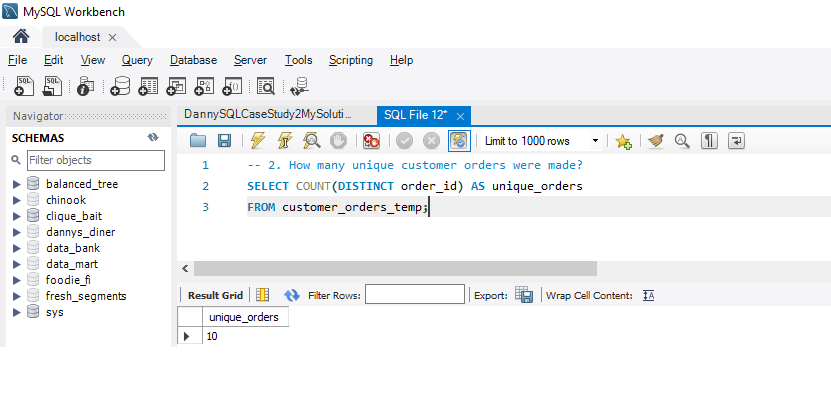 MySQL Workbench
localhost
File Edit View Query Database Server Tools Scripting Help
Navigator
SCHEMAS
Filter objects
balanced_tree
chinook
clique_bait
dannys_diner
data_bank
data_mart
foodie_fi
fresh_segments
sys
DannySQLCaseStudy2MySoluti... SQL File 12*
Limit to 1000 rows
1 -- 2. How many unique customer orders were made?
2 SELECT COUNT(DISTINCT order_id) AS unique_orders
3 FROM customer_orders_temp;
Result Grid Filter Rows: Export: Wrap Cell Content:
unique_orders
10